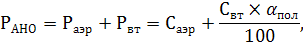 Р_АНО = Р_аэр + Р_вт = С_аэр + (С_вт × α_пол) / 100,